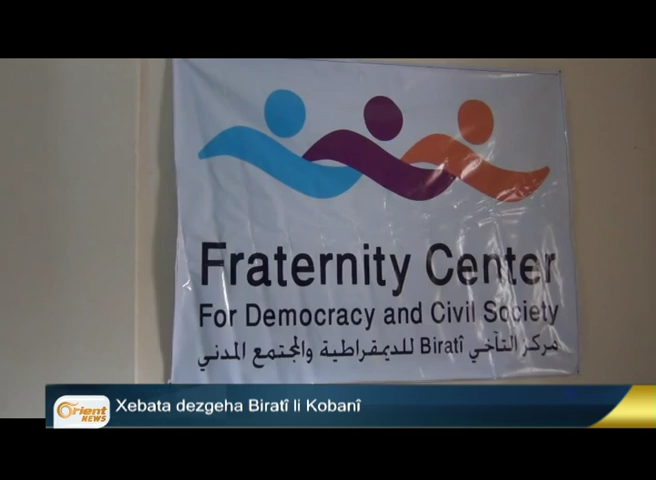 Fraternity Center
For Democracy and Civil Society
مركز التآخي Biratî للديمقراطية والمجتمع المدني
Orient NEWS
Xebata dezgeha Biratî li Kobanî